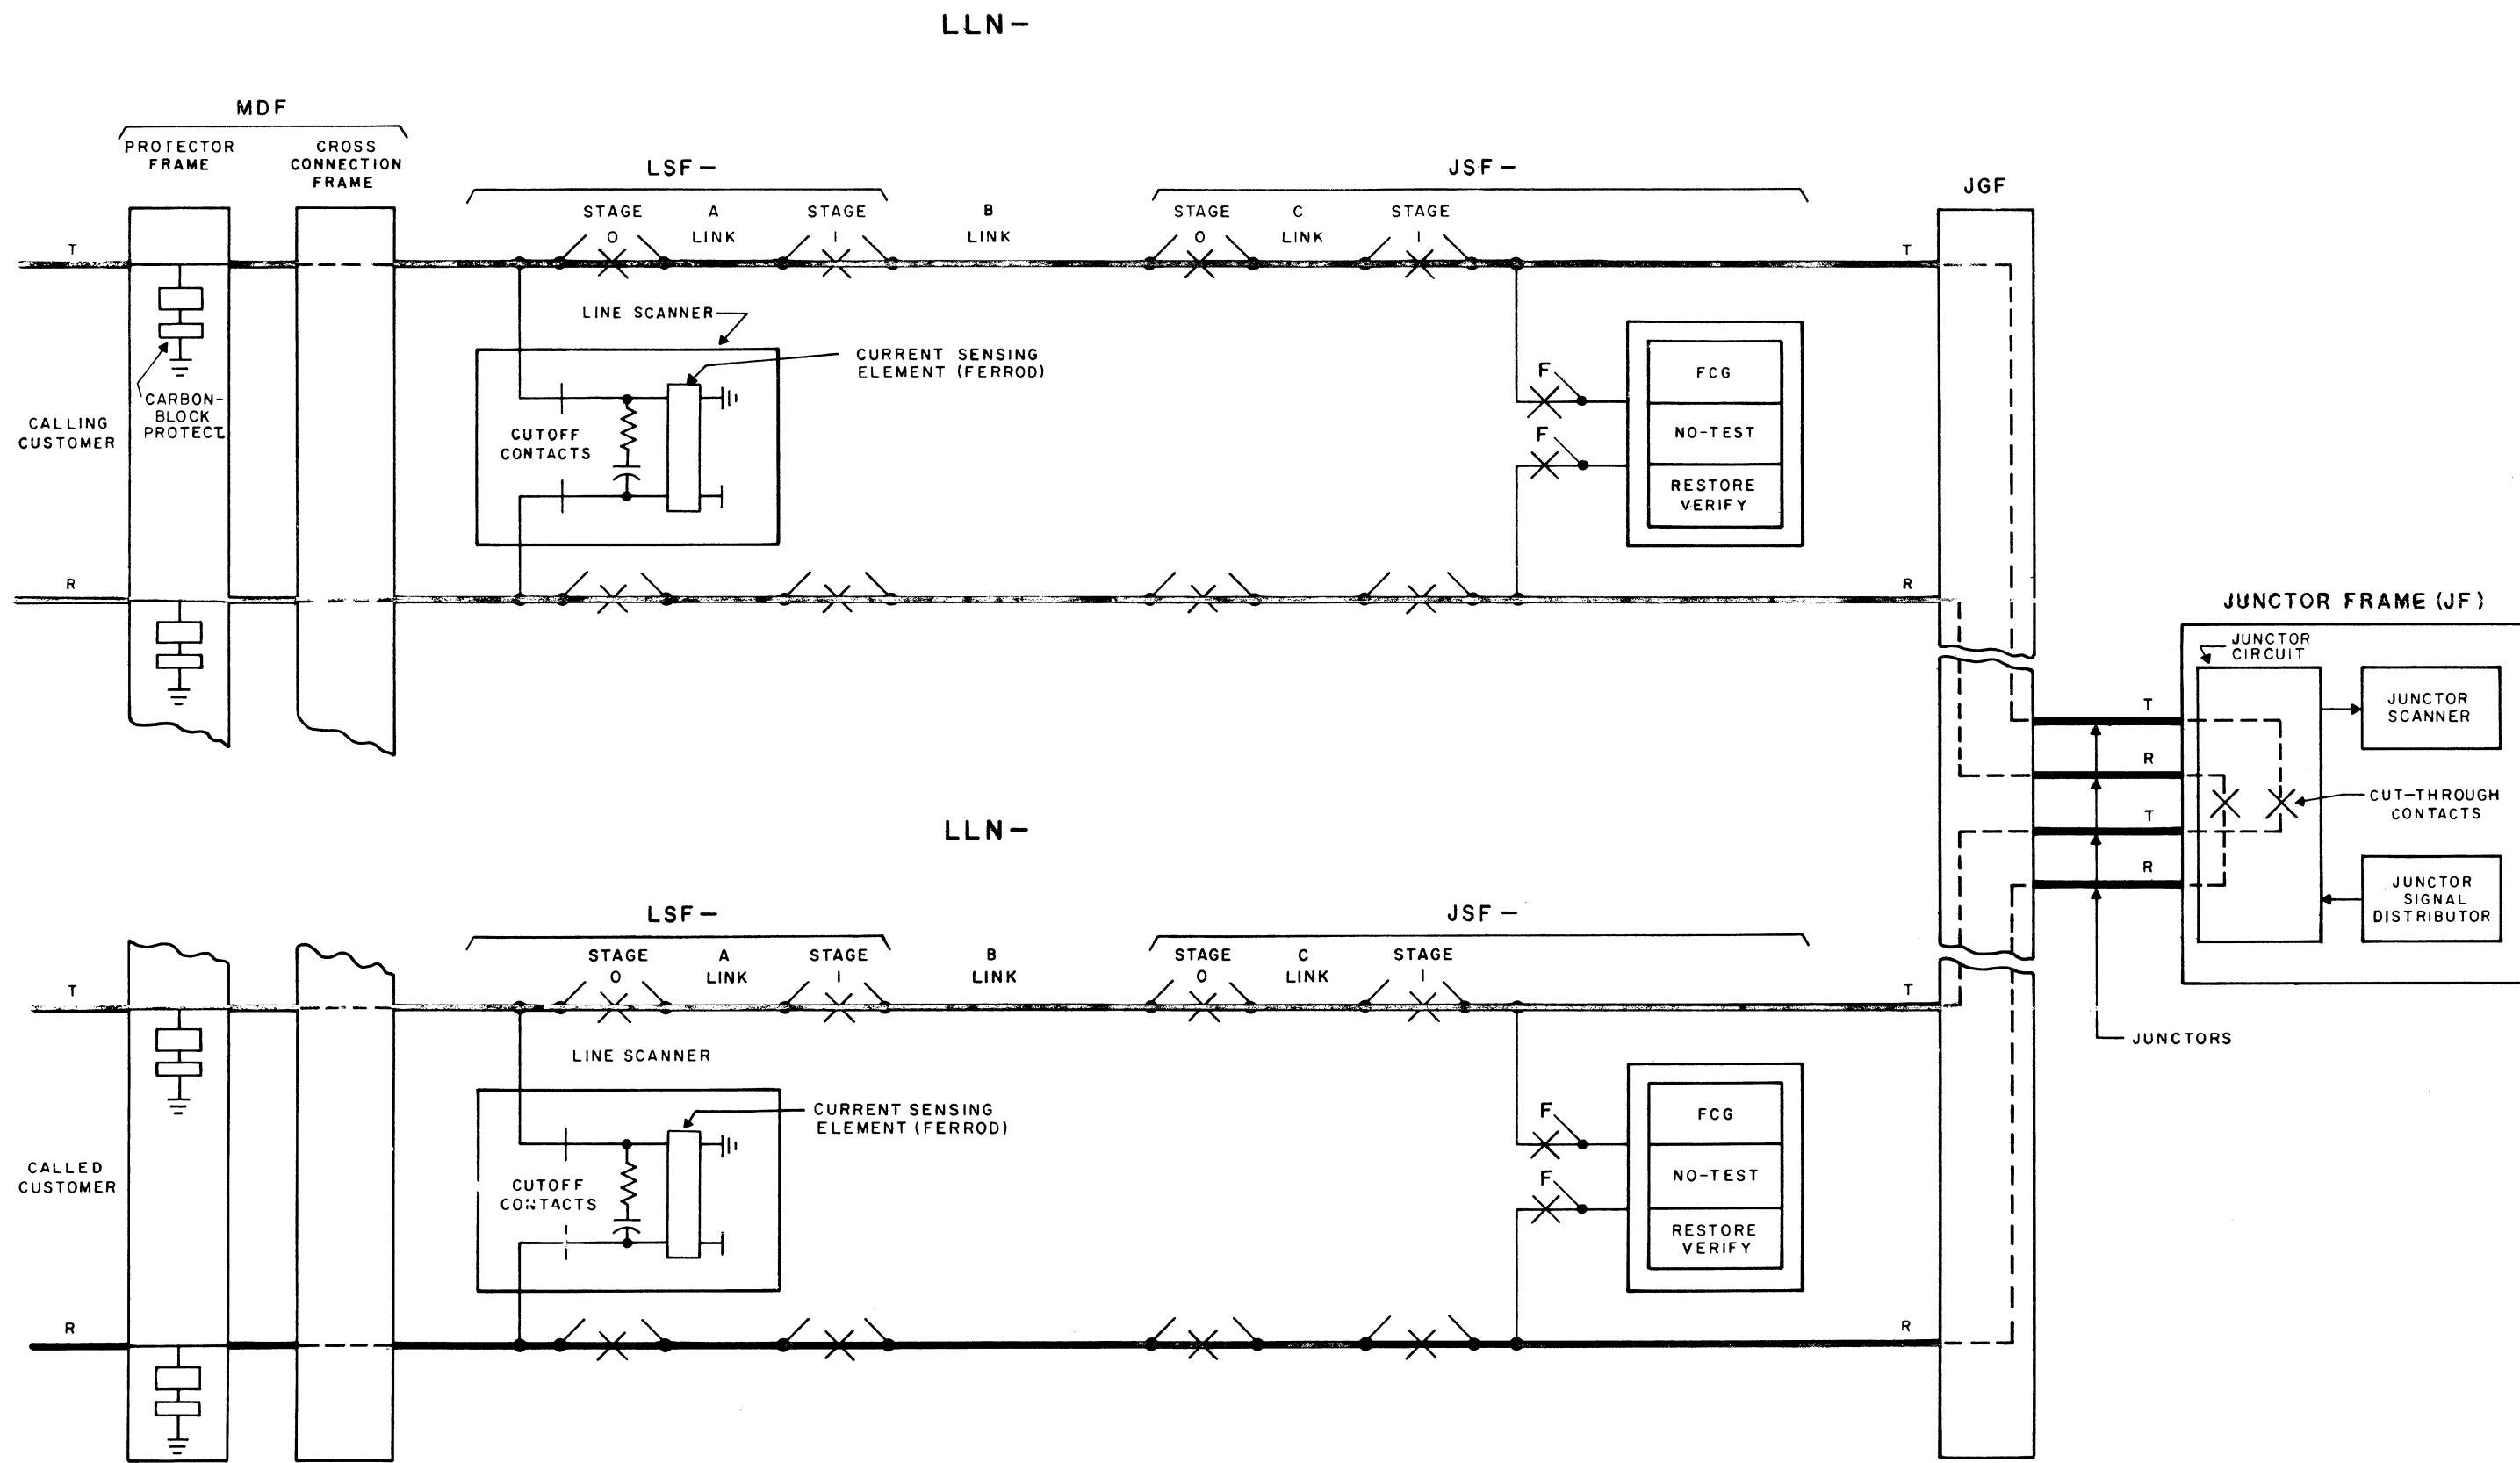 LLN-
MDF
PROTECTOR
FRAME
CROSS
CONNECTION
FRAME
LSF-
JSF-
JGF
STAGE
0
A
LINK
STAGE
1
B
LINK
STAGE
0
C
LINK
STAGE
1
T
T
LINE SCANNER
CURRENT SENSING
ELEMENT (FERROD)
CARBON-
BLOCK
PROTECT.
CALLING
CUSTOMER
CUTOFF
CONTACTS
F
F
FCG
NO-TEST
RESTORE
VERIFY
R
R
JUNCTOR FRAME (JF)
JUNCTOR
CIRCUIT
JUNCTOR
SCANNER
T
R
T
R
CUT-THROUGH
CONTACTS
JUNCTOR
SIGNAL
DISTRIBUTOR
JUNCTORS
LLN-
LSF-
JSF-
STAGE
0
A
LINK
STAGE
1
B
LINK
STAGE
0
C
LINK
STAGE
1
T
T
LINE SCANNER
CURRENT SENSING
ELEMENT (FERROD)
CALLED
CUSTOMER
CUTOFF
CONTACTS
F
F
FCG
NO-TEST
RESTORE
VERIFY
R
R